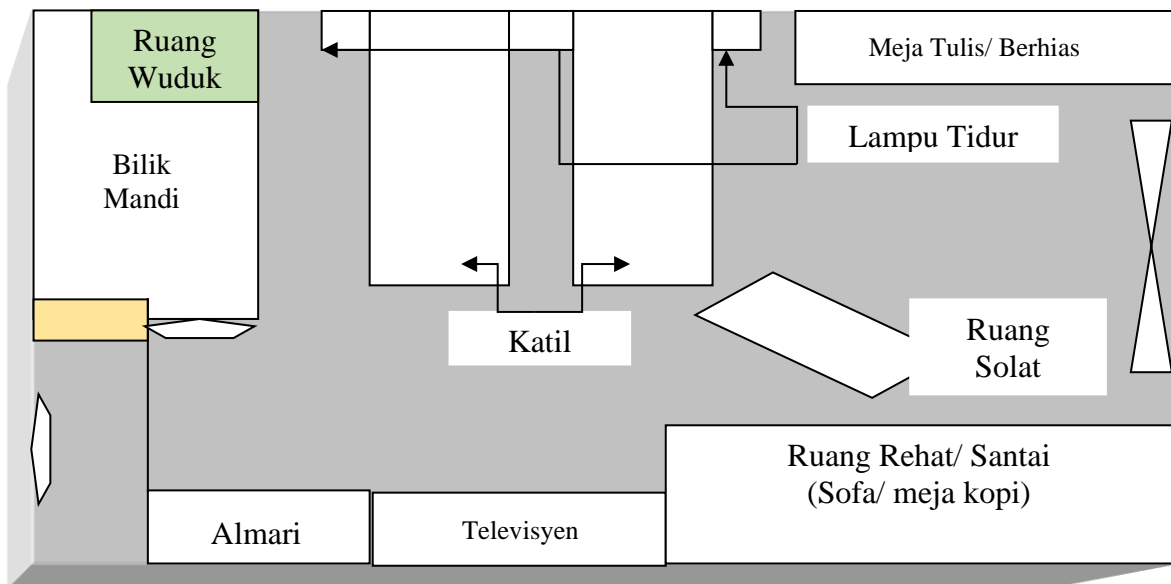 Ruang
Wuduk
Bilik
Mandi
Meja Tulis/ Berhias
Lampu Tidur
Katil
Ruang
Solat
Ruang Rehat/ Santai
(Sofa/ meja kopi)
Almari
Televisyen